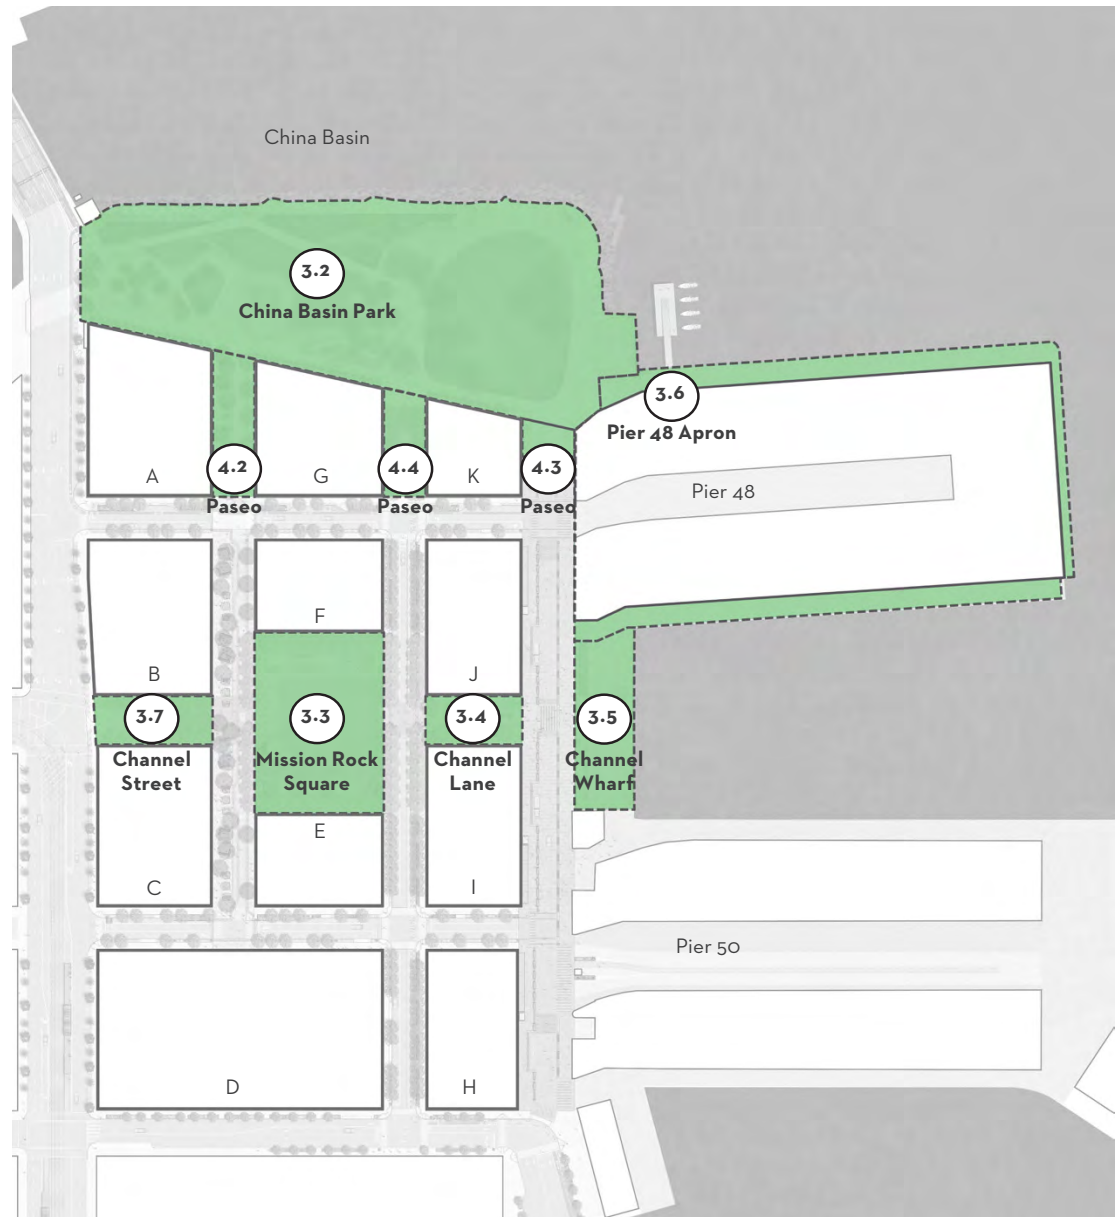 China Basin
3.2
China Basin Park
3.6
Pier 48 Apron
4.2
4.4
4.3
A
G
K
Pier 48
Paseo
Paseo
Paseo
F
B
J
3.7
3.3
3.4
3.5
Channel
Street
Mission Rock
Square
Channel
Lane
Channel
Wharf
E
C
I
Pier 50
D
H